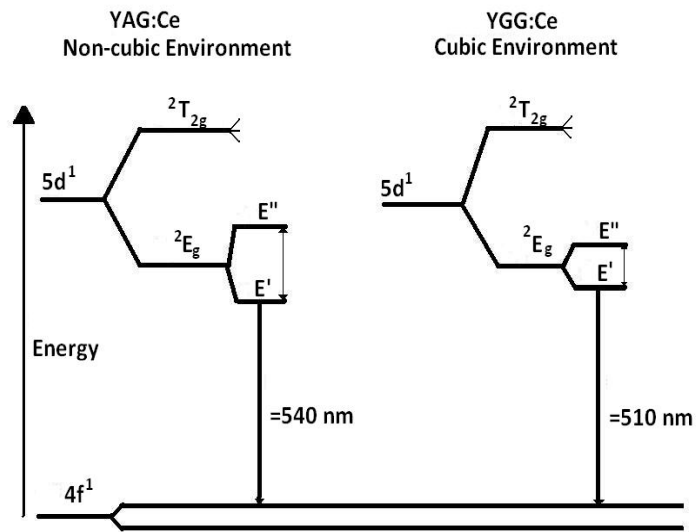 YAG:Ce
Non-cubic Environment
YGG:Ce
Cubic Environment
²T₂g
²T₂g
5d¹
5d¹
E"
²Eg
E'
E"
²Eg
E'
Energy
=540 nm
=510 nm
4f¹